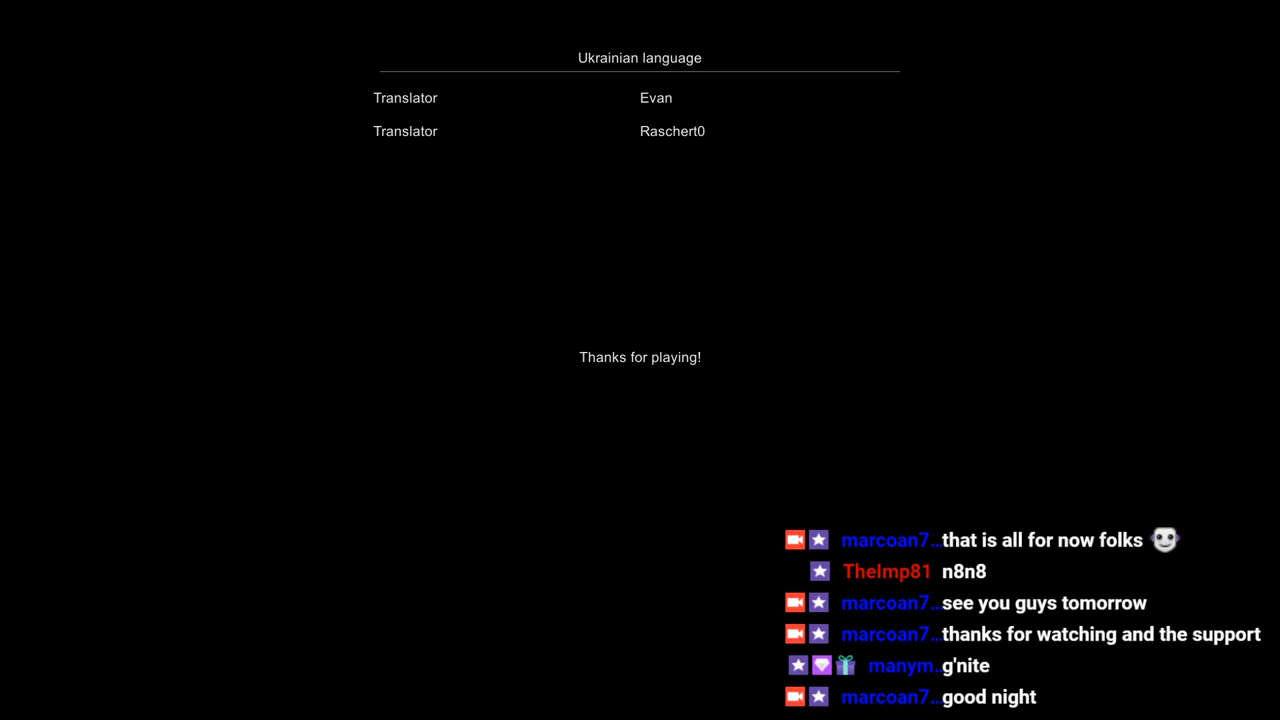 Ukrainian language
Translator Evan
Translator Raschert0
Thanks for playing!
marcoan7... that is all for now folks
TheImp81 n8n8
marcoan7... see you guys tomorrow
marcoan7... thanks for watching and the support
manym... g'nite
marcoan7... good night